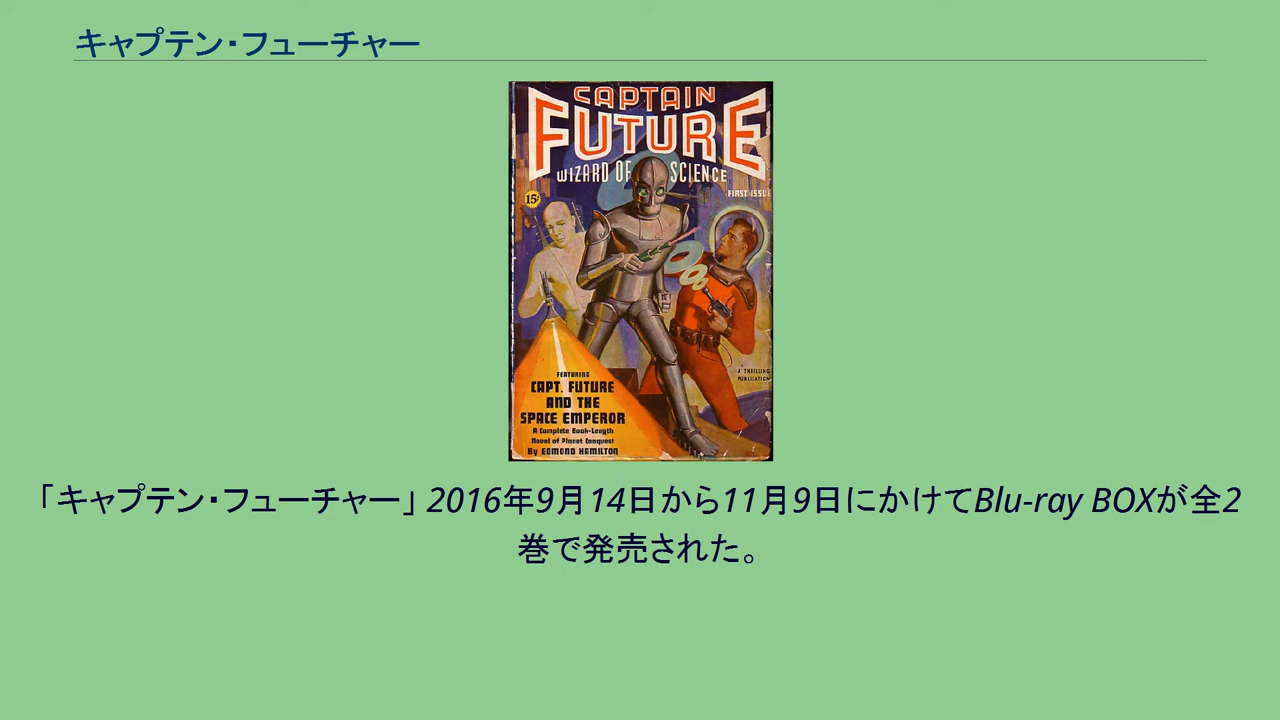 キャプテン・フューチャー
CAPTAIN
FUTURE
WIZARD OF SCIENCE
FIRST ISSUE
15¢
A THRILLING
PUBLICATION
FEATURING
CAPT. FUTURE
AND THE
SPACE EMPEROR
A Complete Book-Length
Novel of Planet Conquest
By EDMOND HAMILTON
「キャプテン・フューチャー」 2016年9月14日から11月9日にかけてBlu-ray BOXが全2
巻で発売された。